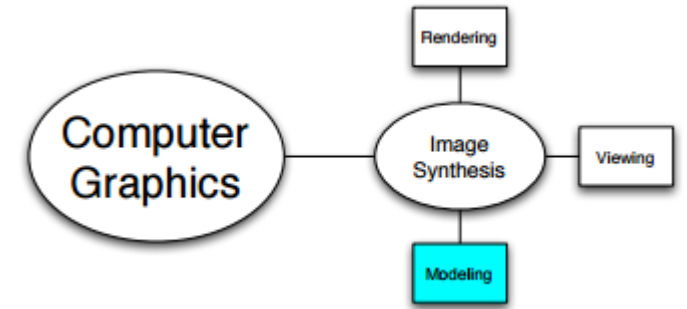 Rendering
Computer
Graphics
Image
Synthesis
Viewing
Modeling